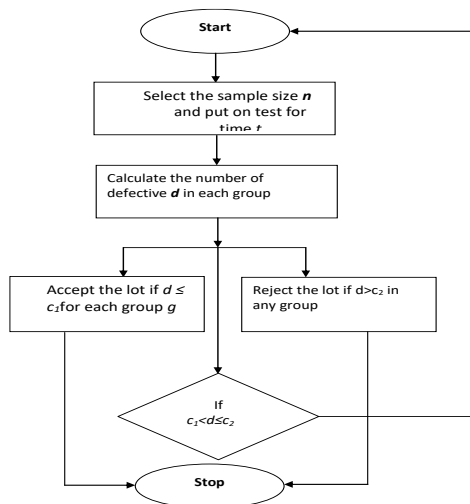 Start
Select the sample size n
and put on test for
time t
Calculate the number of
defective d in each group
Accept the lot if d ≤
c₁for each group g
Reject the lot if d>c₂ in
any group
If
c₁<d≤c₂
Stop